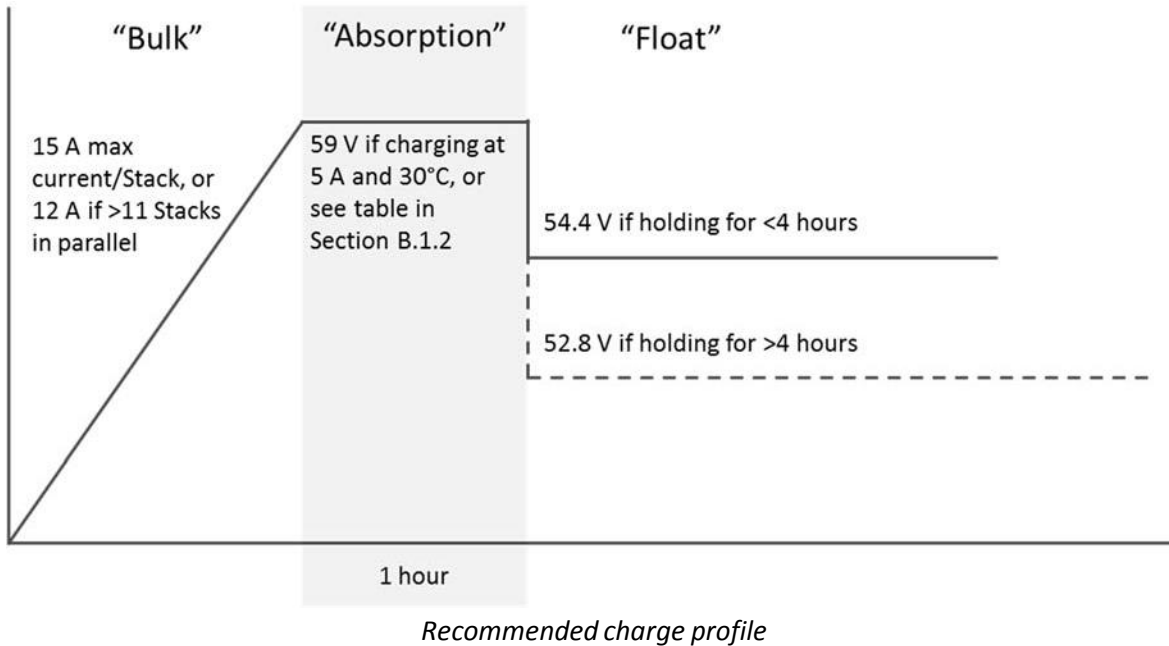 “Bulk”
“Absorption”
“Float”
15 A max
current/Stack, or
12 A if >11 Stacks
in parallel
59 V if charging at
5 A and 30°C, or
see table in
Section B.1.2
54.4 V if holding for <4 hours
52.8 V if holding for >4 hours
1 hour
Recommended charge profile